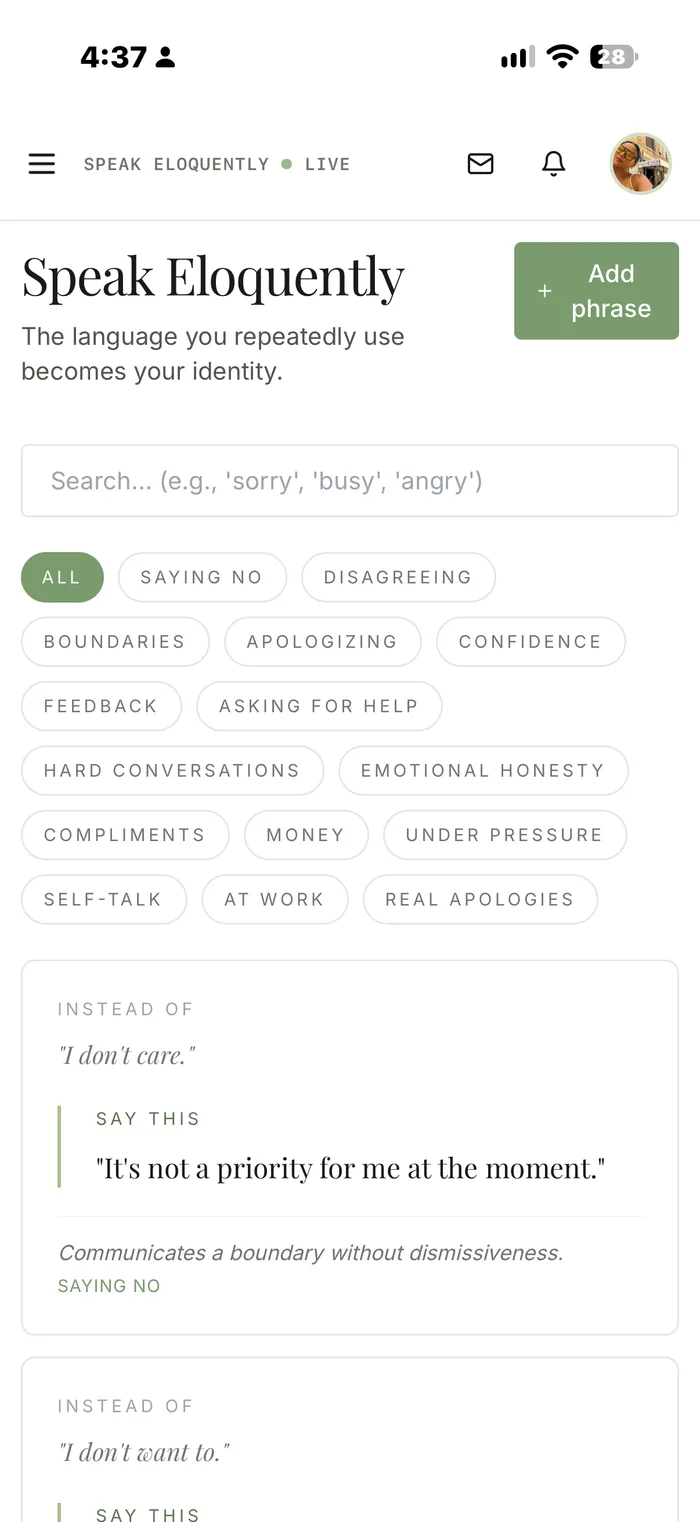 4:37
28
SPEAK ELOQUENTLY ● LIVE
Speak Eloquently
The language you repeatedly use
becomes your identity.
+ Add
phrase
Search... (e.g., 'sorry', 'busy', 'angry')
ALL SAYING NO DISAGREEING
BOUNDARIES APOLOGIZING CONFIDENCE
FEEDBACK ASKING FOR HELP
HARD CONVERSATIONS EMOTIONAL HONESTY
COMPLIMENTS MONEY UNDER PRESSURE
SELF-TALK AT WORK REAL APOLOGIES
INSTEAD OF
"I don't care."
SAY THIS
"It's not a priority for me at the moment."
Communicates a boundary without dismissiveness.
SAYING NO
INSTEAD OF
"I don't want to."
SAY THIS